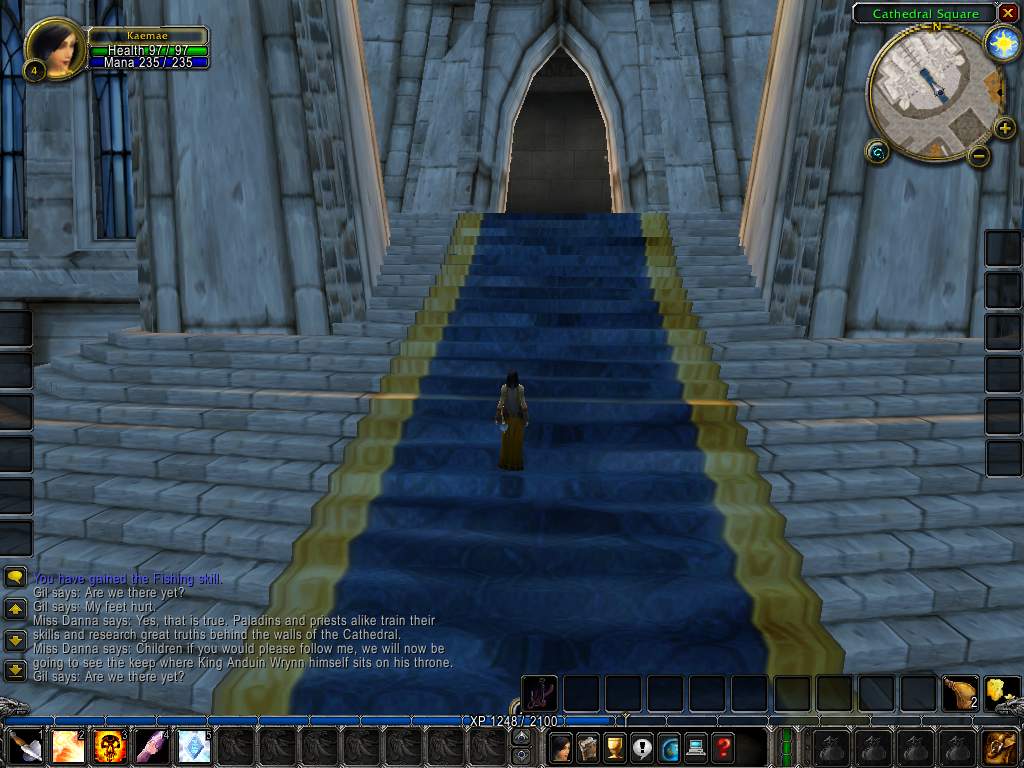 Cathedral Square
N
Kaemae
Health 97 / 97
4
Mana 235 / 235
You have gained the Fishing skill.
Gil says: Are we there yet?
Gil says: My feet hurt.
Miss Danna says: Yes, that is true, Paladins and priests alike train their
skills and research great truths behind the walls of the Cathedral.
Miss Danna says: Children if you would please follow me, we will now be
going to see the keep where King Anduin Wrynn himself sits on his throne.
Gil says: Are we there yet?
2
XP 1248 / 2100
2
4